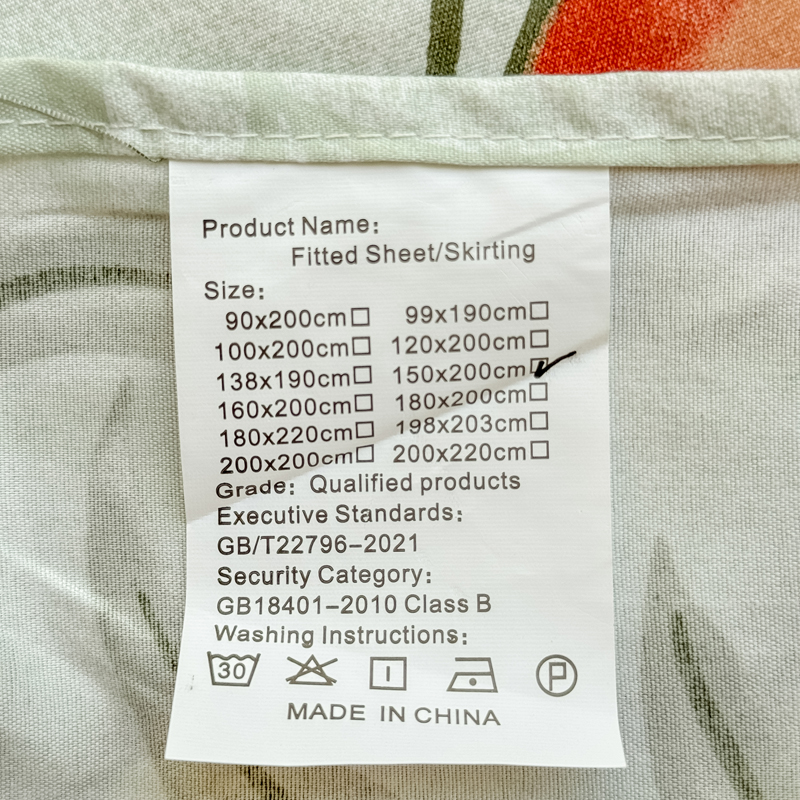 Product Name:
Fitted Sheet/Skirting
Size:
90x200cm□ 99x190cm□
100x200cm□ 120x200cm□
138x190cm□ 150x200cm☑
160x200cm□ 180x200cm□
180x220cm□ 198x203cm□
200x200cm□ 200x220cm□
Grade: Qualified products
Executive Standards:
GB/T22796-2021
Security Category:
GB18401-2010 Class B
Washing Instructions:
30 P
MADE IN CHINA